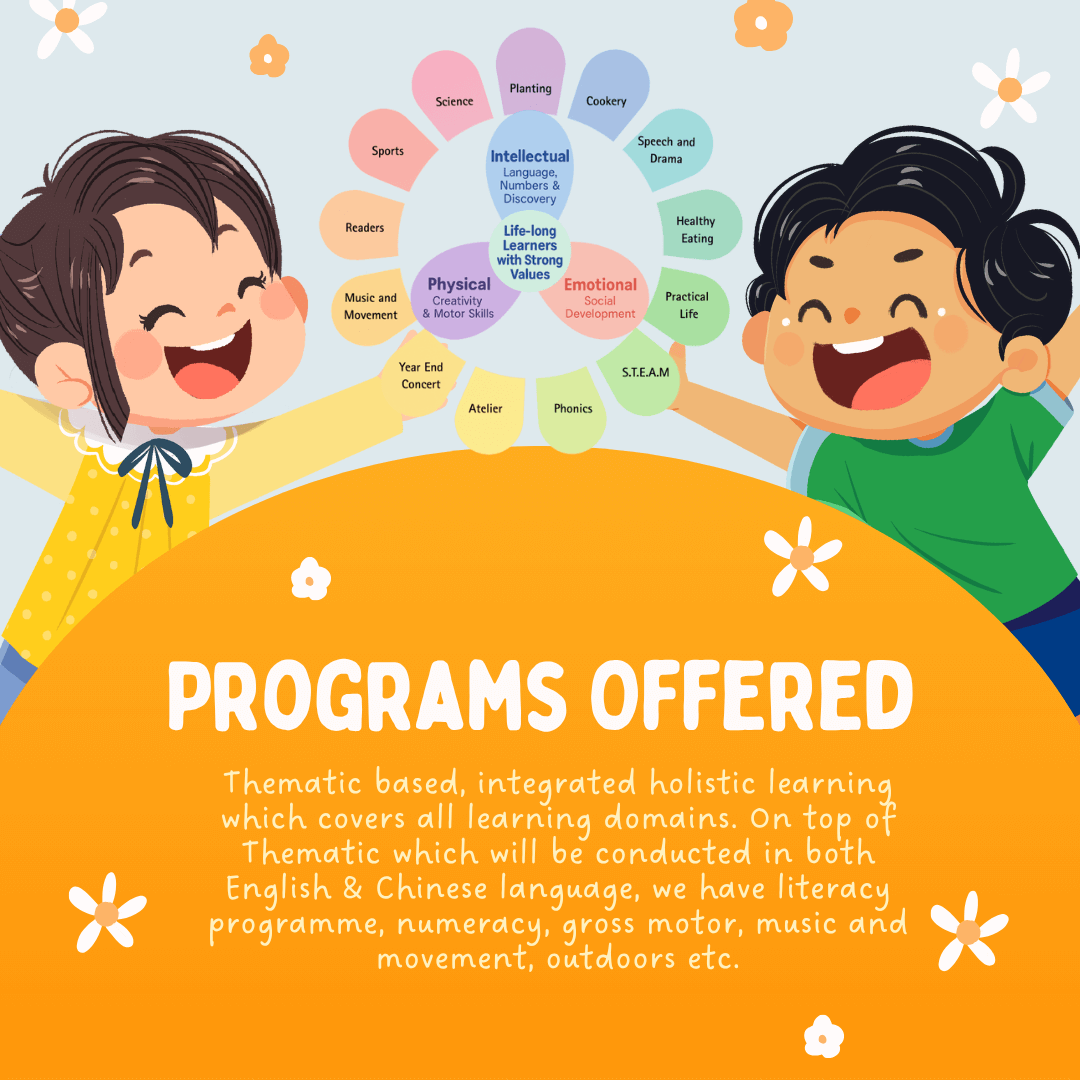 Planting
Science
Cookery
Sports
Speech and
Drama
Intellectual
Language,
Numbers &
Discovery
Readers
Healthy
Eating
Life-long
Learners
with Strong
Values
Physical
Creativity
& Motor Skills
Emotional
Social
Development
Music and
Movement
Practical
Life
Year End
Concert
S.T.E.A.M
Atelier
Phonics
PROGRAMS OFFERED
Thematic based, integrated holistic learning
which covers all learning domains. On top of
Thematic which will be conducted in both
English & Chinese language, we have literacy
programme, numeracy, gross motor, music and
movement, outdoors etc.